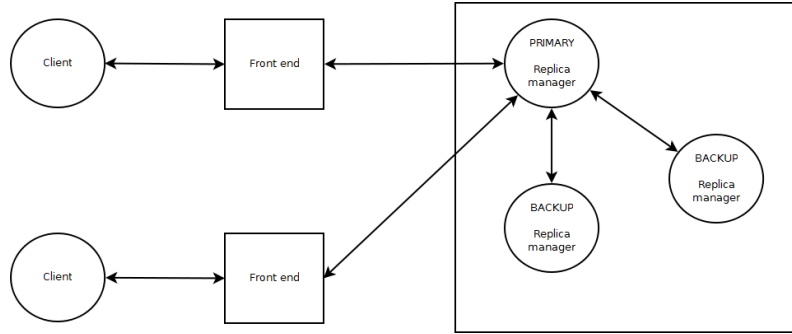 Client
Front end
PRIMARY
Replica
manager
BACKUP
Replica
manager
BACKUP
Replica
manager
Client
Front end